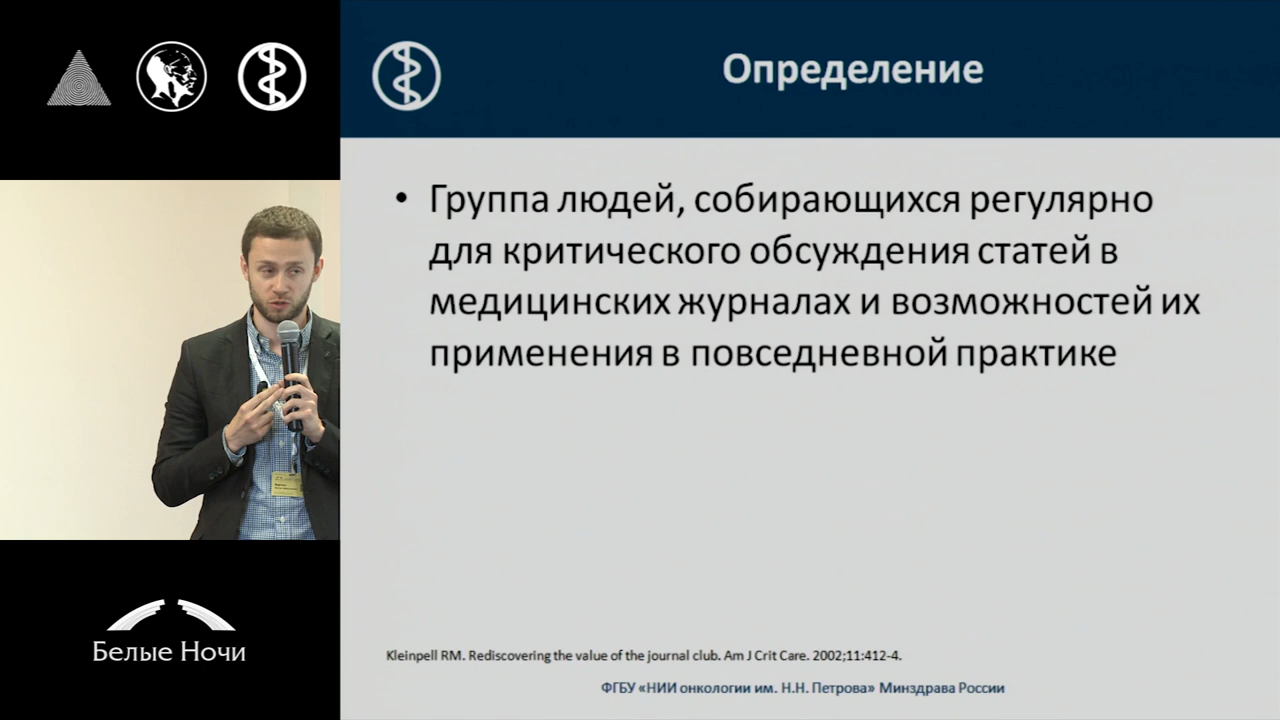 Определение
• Группа людей, собирающихся регулярно
для критического обсуждения статей в
медицинских журналах и возможностей их
применения в повседневной практике
Kleinpell RM. Rediscovering the value of the journal club. Am J Crit Care. 2002;11:412-4.
ФГБУ «НИИ онкологии им. Н.Н. Петрова» Минздрава России
Белые Ночи